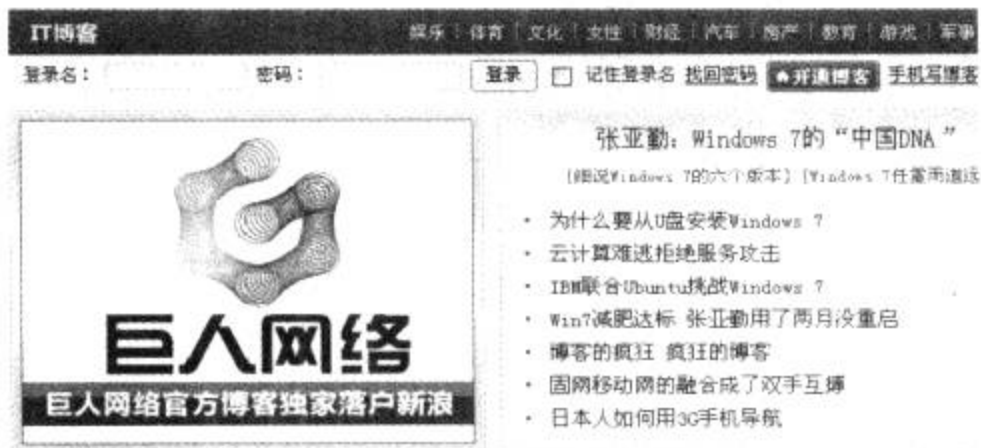 IT博客
娱乐 | 体育 | 文化 | 女性 | 财经 | 汽车 | 房产 | 教育 | 游戏 | 军事
登录名： 密码： 登录 记住登录名 找回密码 开通博客 手机写博客
巨人网络
巨人网络官方博客独家落户新浪
张亚勤：Windows 7的“中国DNA”
[细说Windows 7的六个版本] [Windows 7任重而道远
· 为什么要从U盘安装Windows 7
· 云计算难逃拒绝服务攻击
· IBM联合Ubuntu挑战Windows 7
· Win7减肥达标 张亚勤用了两月没重启
· 博客的疯狂 疯狂的博客
· 固网移动网的融合成了双手互搏
· 日本人如何用3G手机导航